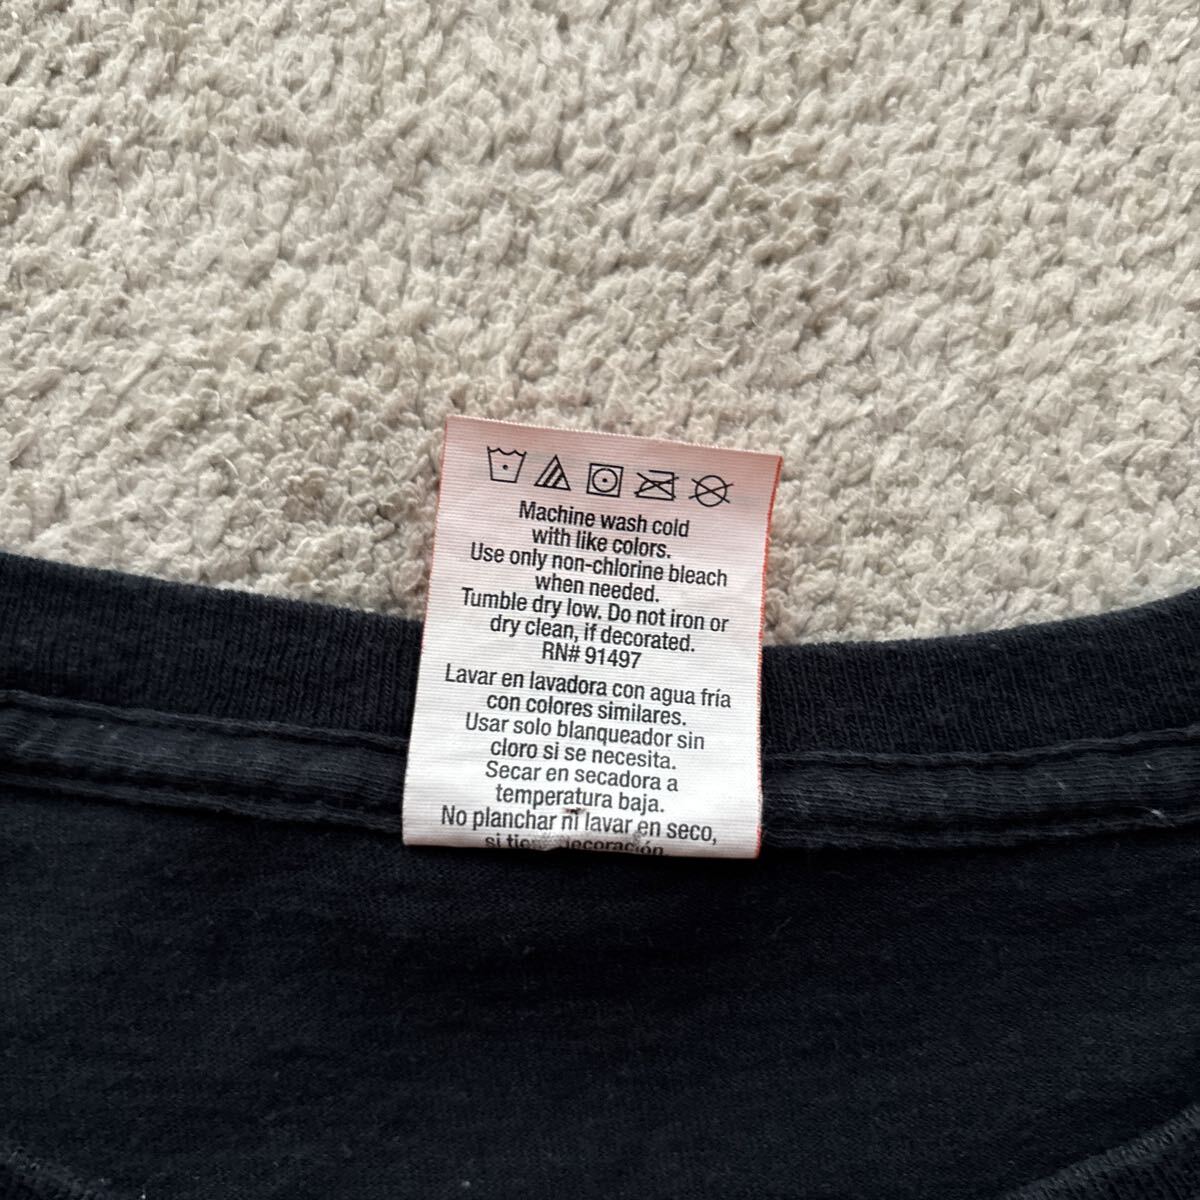 Machine wash cold
with like colors.
Use only non-chlorine bleach
when needed.
Tumble dry low. Do not iron or
dry clean, if decorated.
RN# 91497
Lavar en lavadora con agua fría
con colores similares.
Usar solo blanqueador sin
cloro si se necesita.
Secar en secadora a
temperatura baja.
No planchar ni lavar en seco,
si